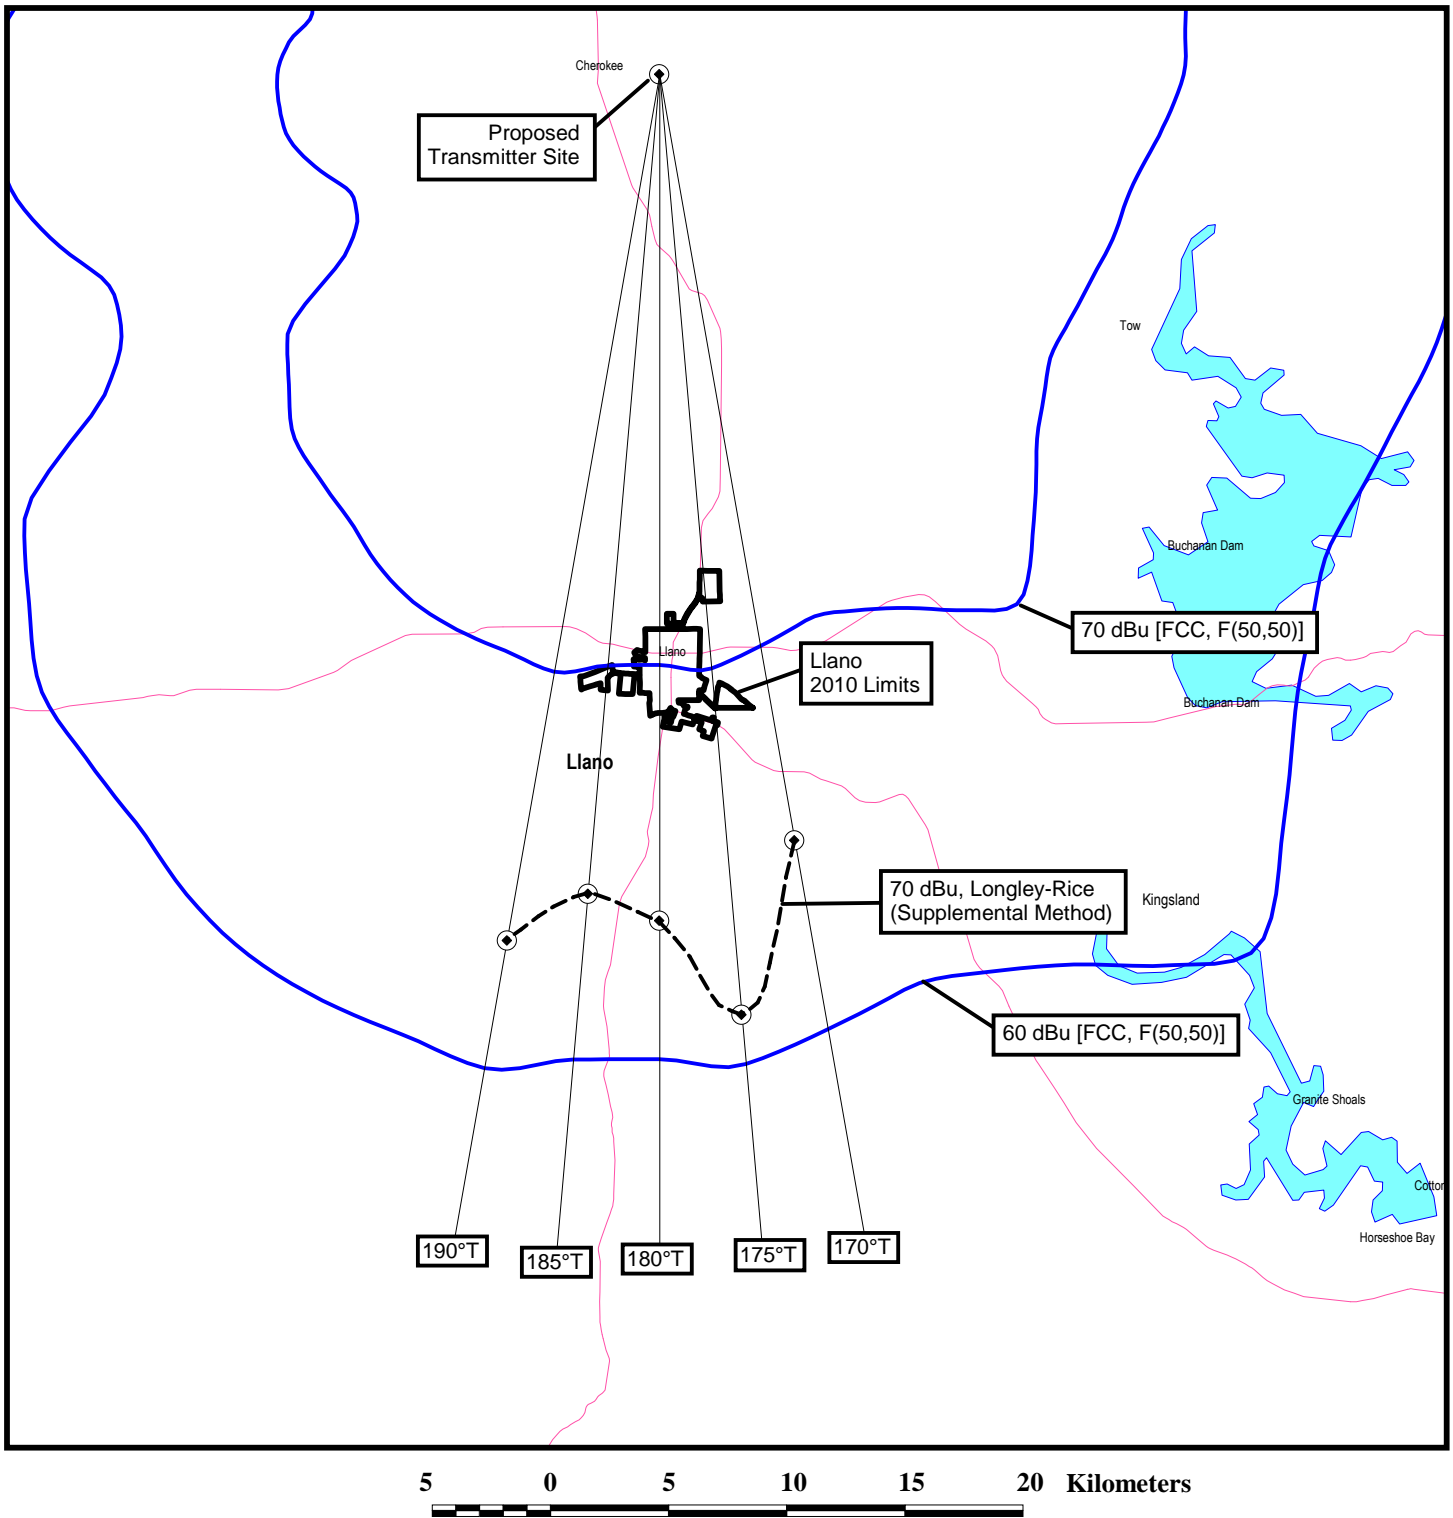 Cherokee
Proposed
Transmitter Site
Tow
Buchanan Dam
70 dBu [FCC, F(50,50)]
Llano
Llano
2010 Limits
Buchanan Dam
Llano
70 dBu, Longley-Rice
(Supplemental Method)
Kingsland
60 dBu [FCC, F(50,50)]
Granite Shoals
Cotton
Horseshoe Bay
190°T
185°T
180°T
175°T
170°T
5 0 5 10 15 20 Kilometers